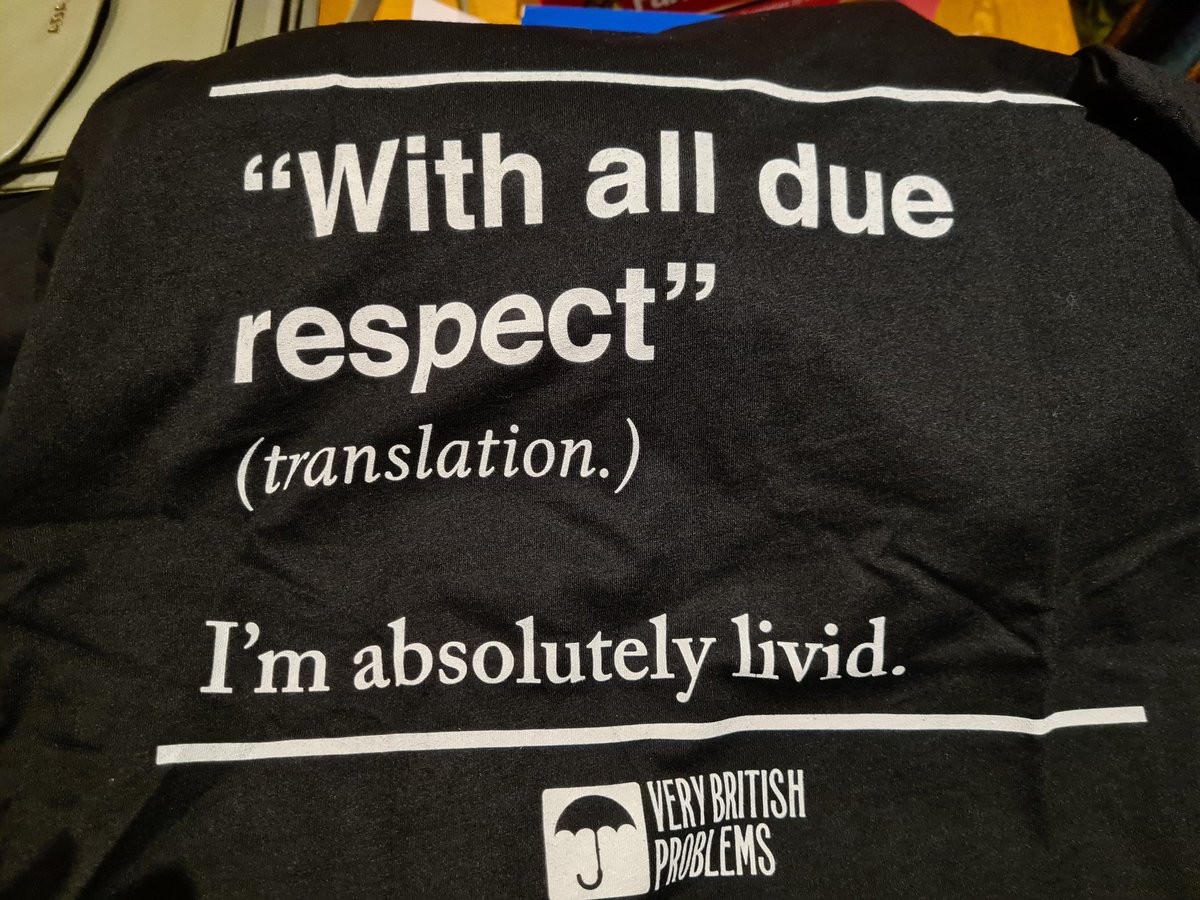 “With all due
respect”
(translation.)
I’m absolutely livid.
VERY BRITISH
PROBLEMS